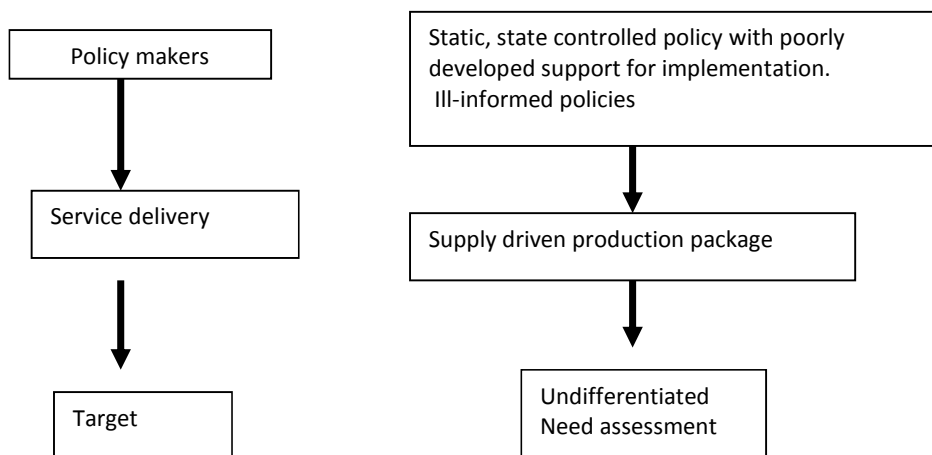 Policy makers
Static, state controlled policy with poorly
developed support for implementation.
Ill-informed policies
Service delivery
Supply driven production package
Target
Undifferentiated
Need assessment